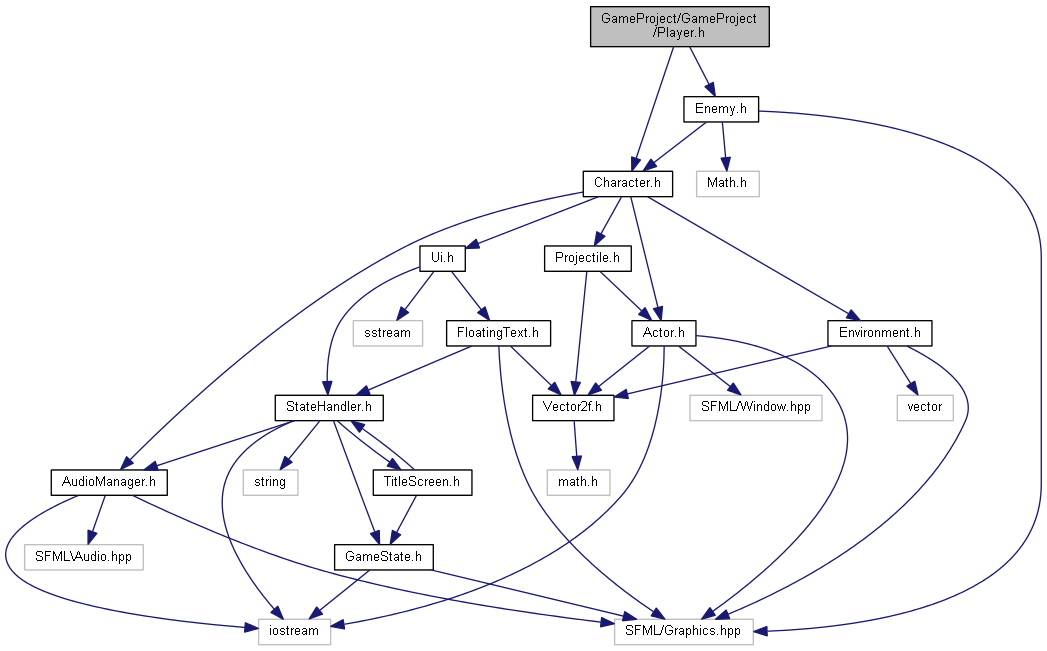 GameProject/GameProject
/Player.h
Enemy.h
Character.h
Math.h
Ui.h
Projectile.h
sstream
FloatingText.h
Actor.h
Environment.h
StateHandler.h
Vector2f.h
SFML/Window.hpp
vector
AudioManager.h
string
TitleScreen.h
math.h
SFML\Audio.hpp
GameState.h
iostream
SFML/Graphics.hpp